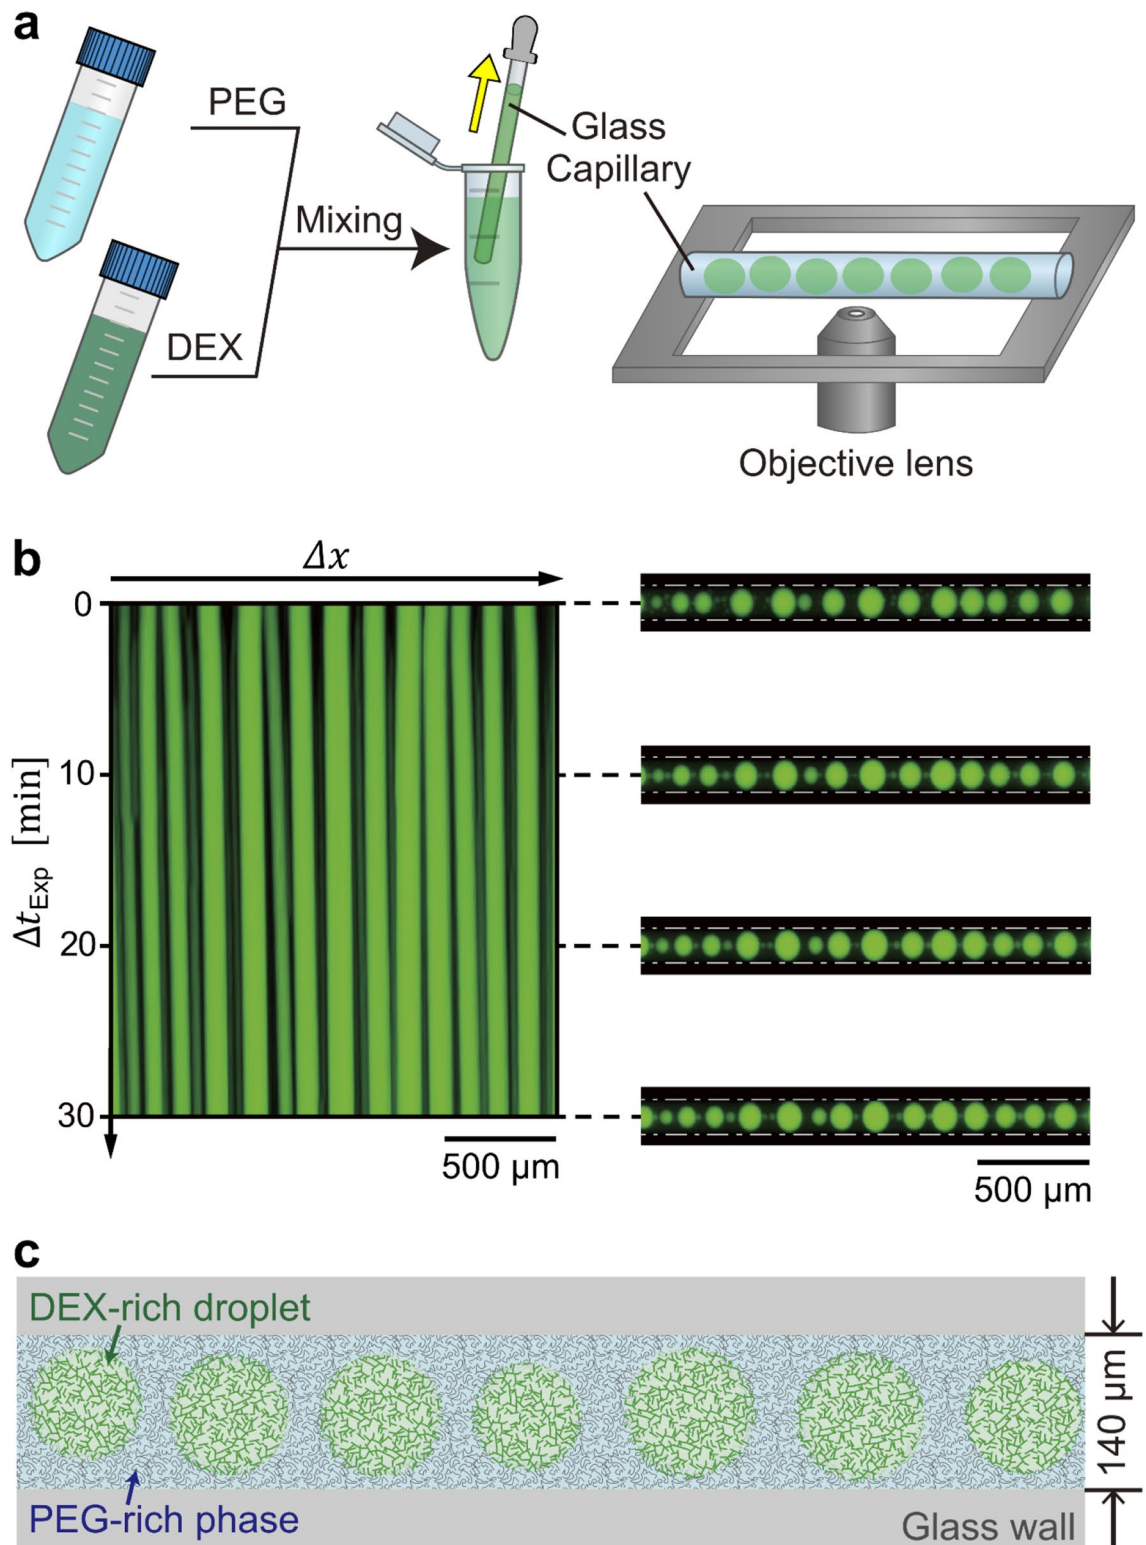 a
PEG
DEX
Mixing
Glass
Capillary
Objective lens
b
Δx
0
10
20
30
Δt_Exp [min]
500 µm
500 µm
c
DEX-rich droplet
PEG-rich phase
Glass wall
140 µm